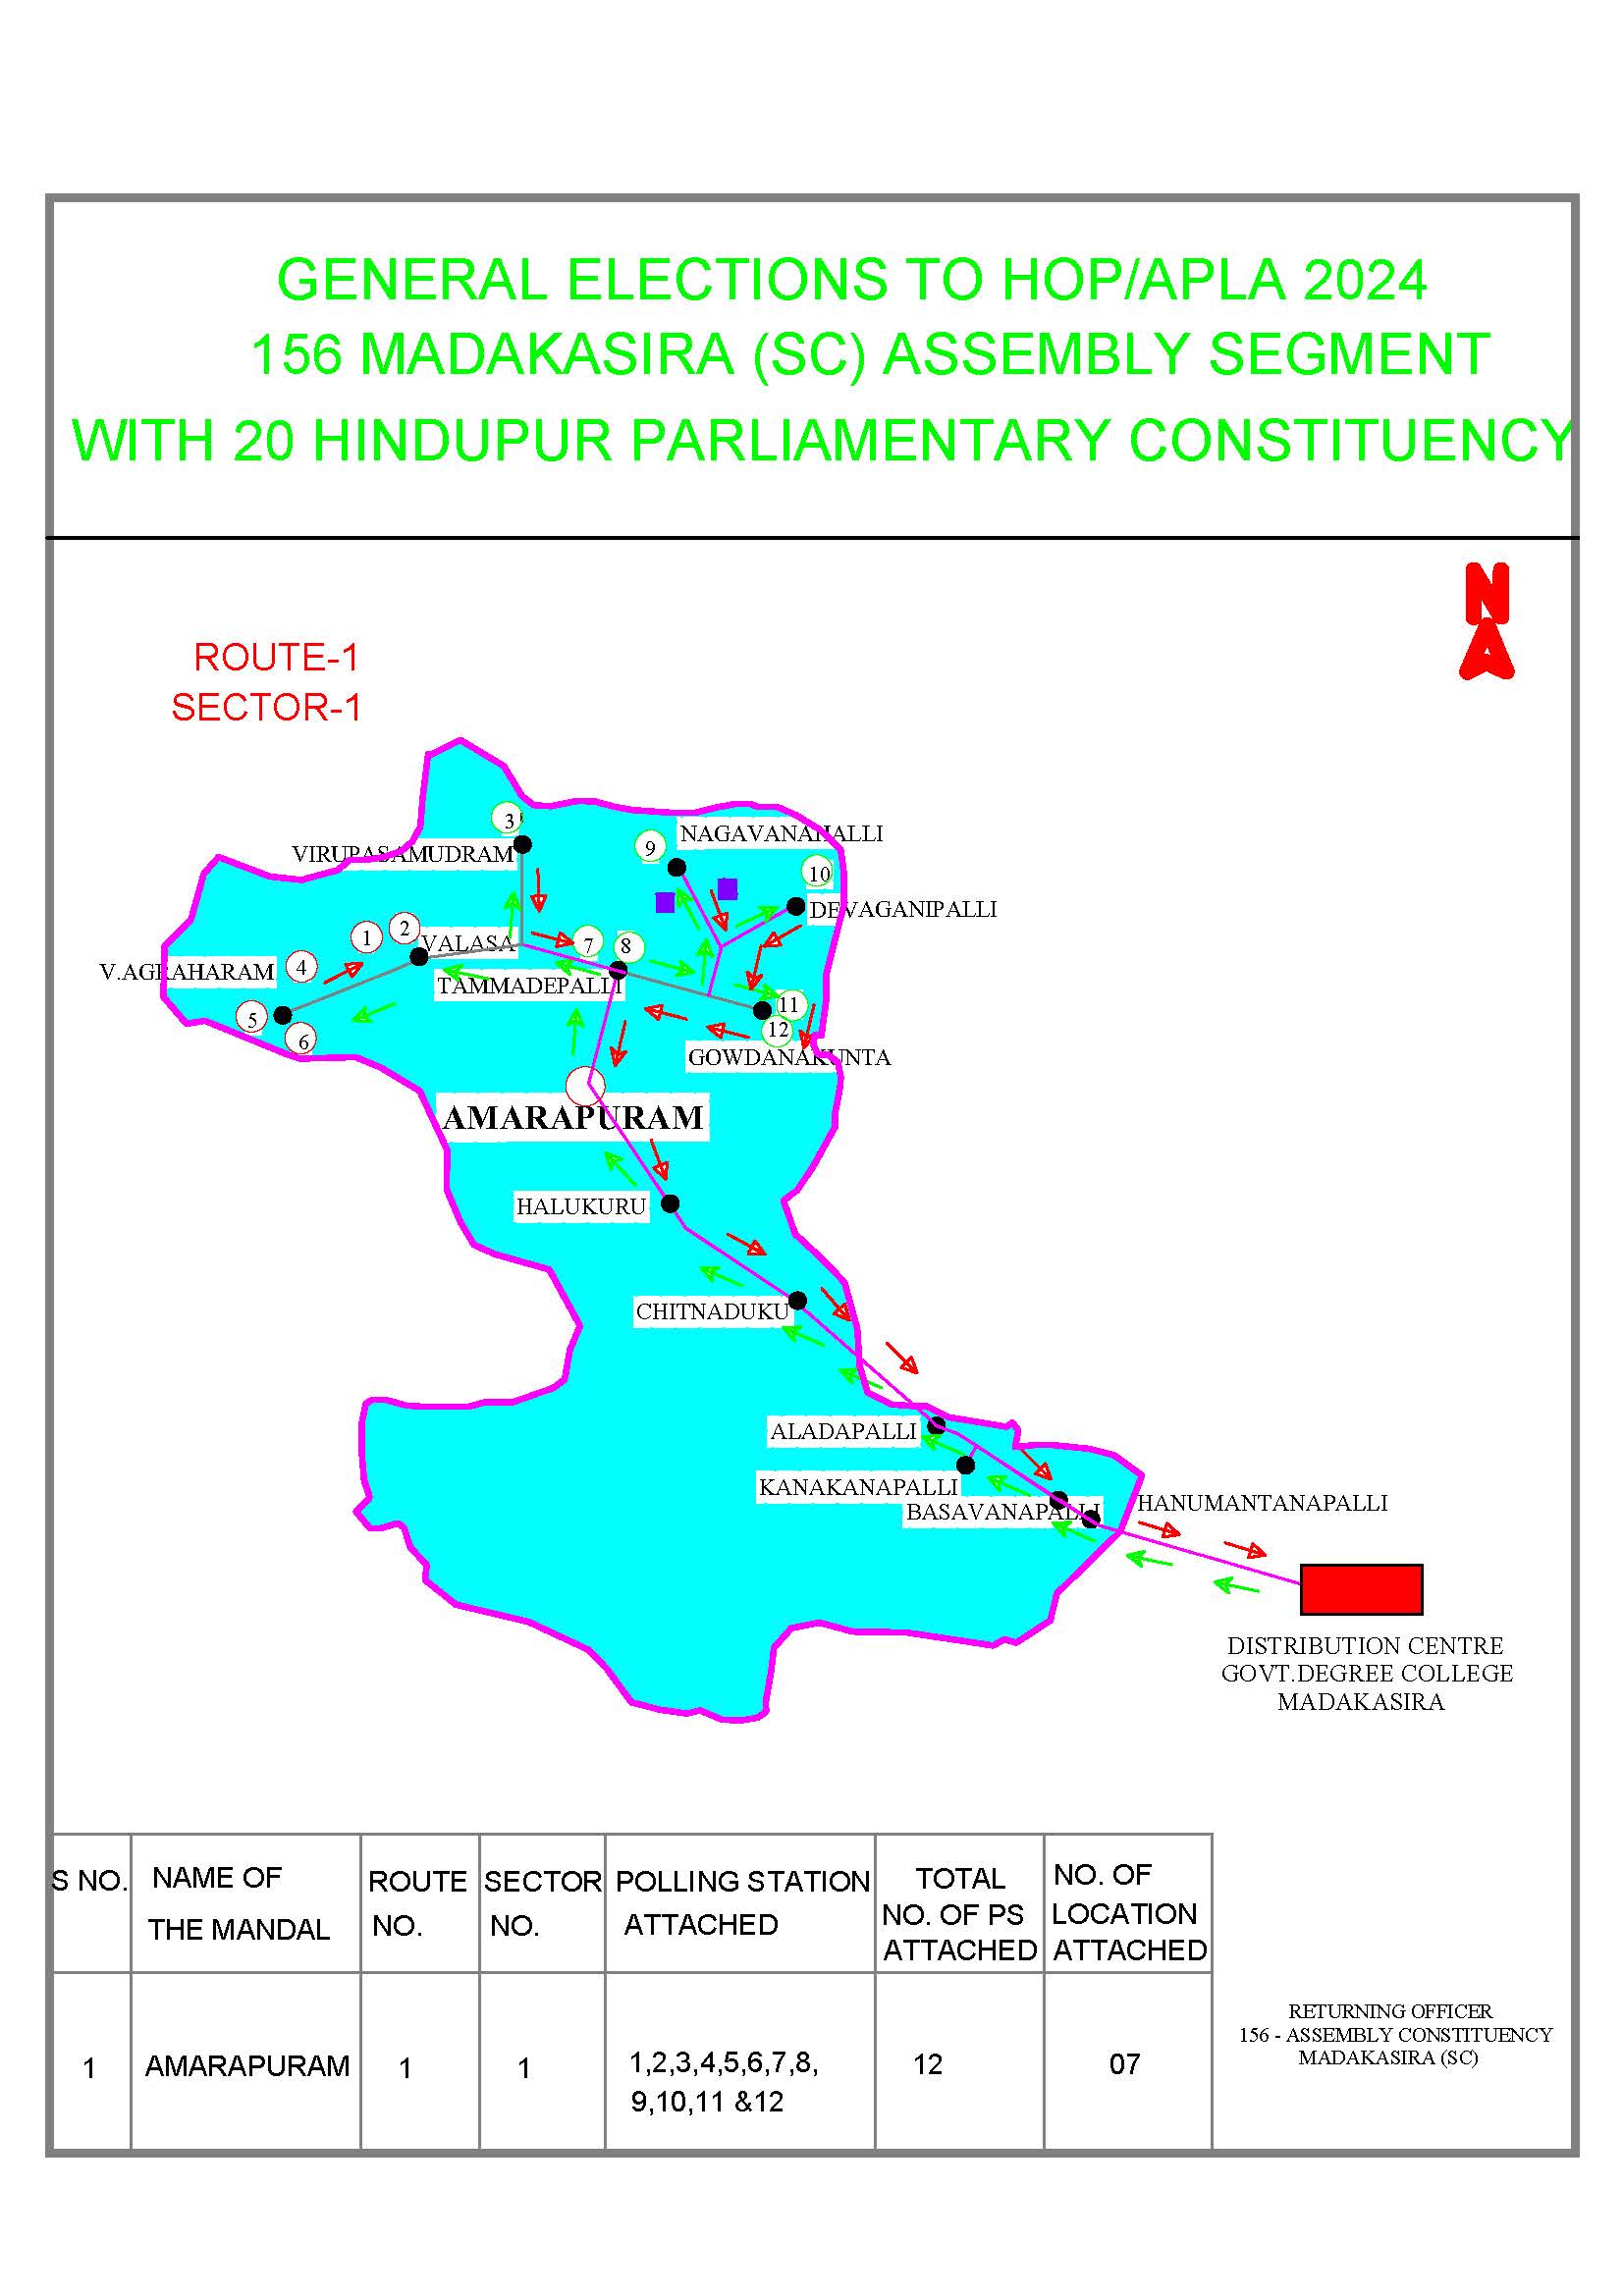 GENERAL ELECTIONS TO HOP/APLA 2024
156 MADAKASIRA (SC) ASSEMBLY SEGMENT
WITH 20 HINDUPUR PARLIAMENTARY CONSTITUENCY
N
ROUTE-1
SECTOR-1
3
VIRUPASAMUDRAM
9
NAGAVANAHALLI
10
DEVAGANIPALLI
1
2
VALASA
7
8
V.AGRAHARAM
4
TAMMADEPALLI
5
6
11
12
GOWDANAKUNTA
AMARAPURAM
HALUKURU
CHITNADUKU
ALADAPALLI
KANAKANAPALLI
BASAVANAPALLI
HANUMANTANAPALLI
DISTRIBUTION CENTRE
GOVT.DEGREE COLLEGE
MADAKASIRA
S NO.
NAME OF
THE MANDAL
ROUTE
NO.
SECTOR
NO.
POLLING STATION
ATTACHED
TOTAL
NO. OF PS
ATTACHED
NO. OF
LOCATION
ATTACHED
1
AMARAPURAM
1
1
1,2,3,4,5,6,7,8,
9,10,11 &12
12
07
RETURNING OFFICER
156 - ASSEMBLY CONSTITUENCY
MADAKASIRA (SC)